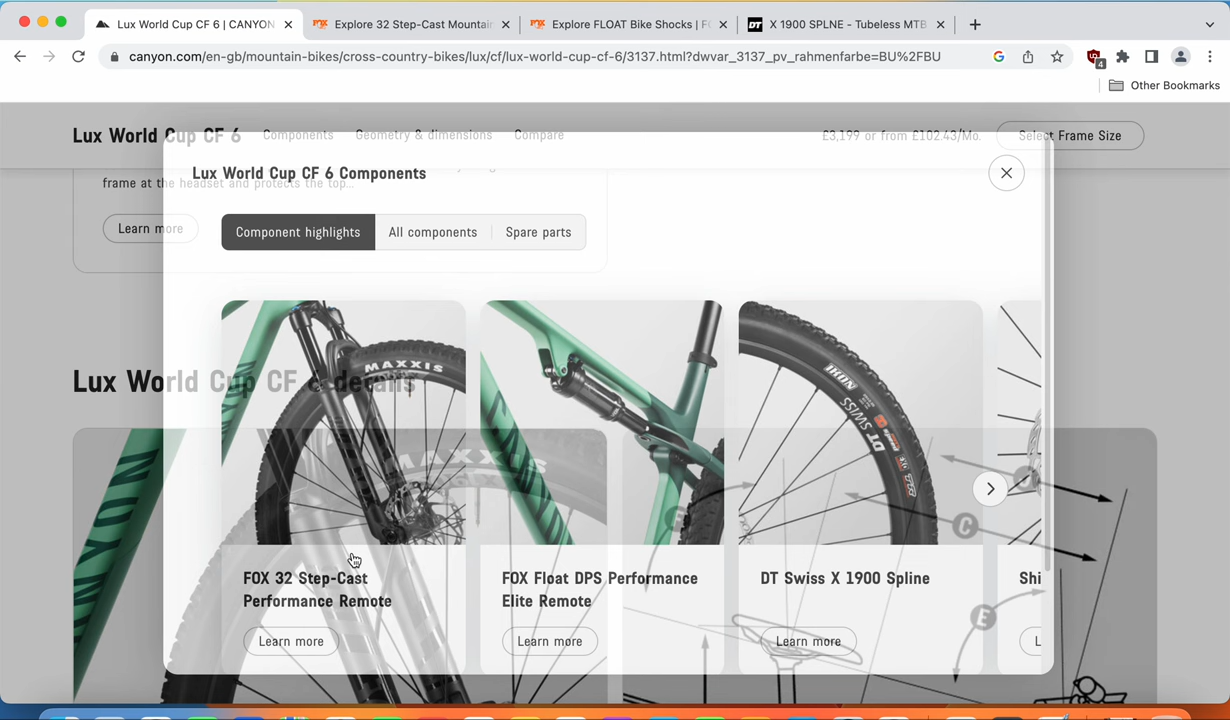 Lux World Cup CF 6 | CANYON
Explore 32 Step-Cast Mountain
Explore FLOAT Bike Shocks | FO
X 1900 SPLNE - Tubeless MTB
canyon.com/en-gb/mountain-bikes/cross-country-bikes/lux/cf/lux-world-cup-cf-6/3137.html?dwvar_3137_pv_rahmenfarbe=BU%2FBU
4
Other Bookmarks
Lux World Cup CF 6
Components
Geometry & dimensions
Compare
£3,199 or from £102.43/Mo.
Select Frame Size
Lux World Cup CF 6 Components
frame at the headset and protects the top...
Learn more
Component highlights
All components
Spare parts
Lux World Cup CF 6 details
MAXXIS
IKON
DT SWISS
CANYON
MAXXIS
C
E
FOX 32 Step-Cast
Performance Remote
FOX Float DPS Performance
Elite Remote
DT Swiss X 1900 Spline
Shi
Learn more
Learn more
Learn more
L